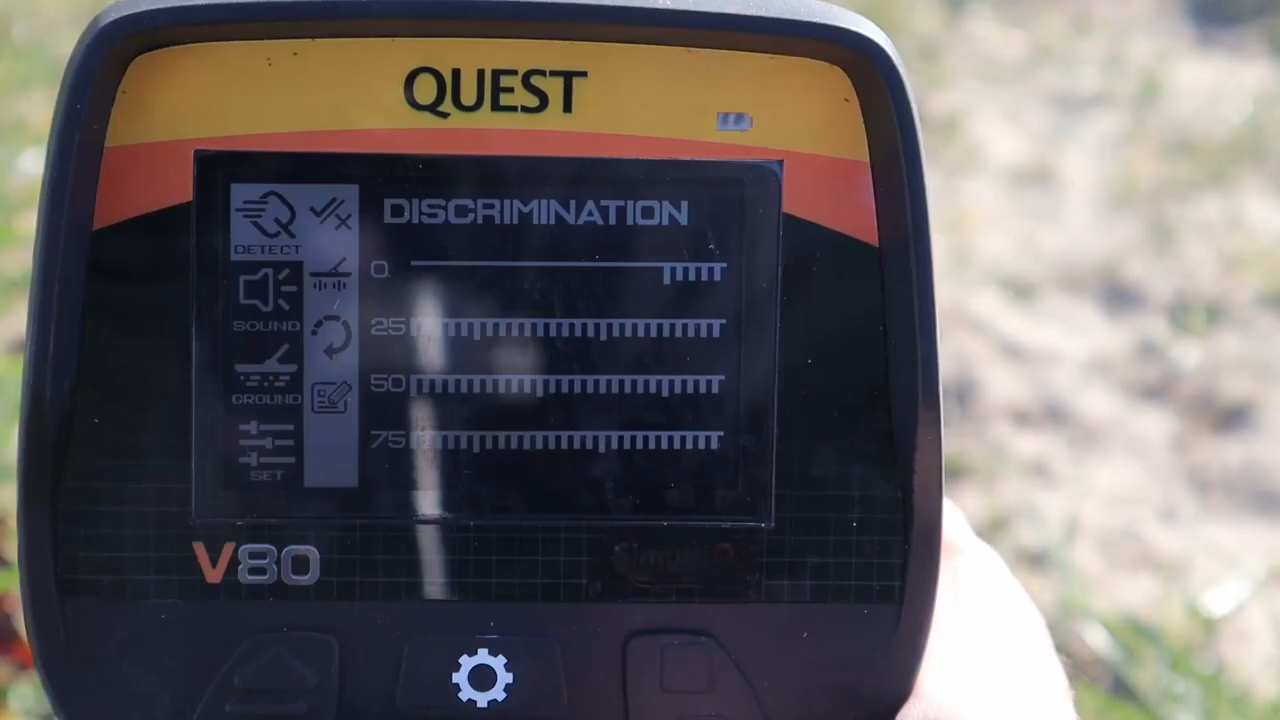 QUEST
DISCRIMINATION
DETECT
0
SOUND
25
GROUND
50
75
SET
V80